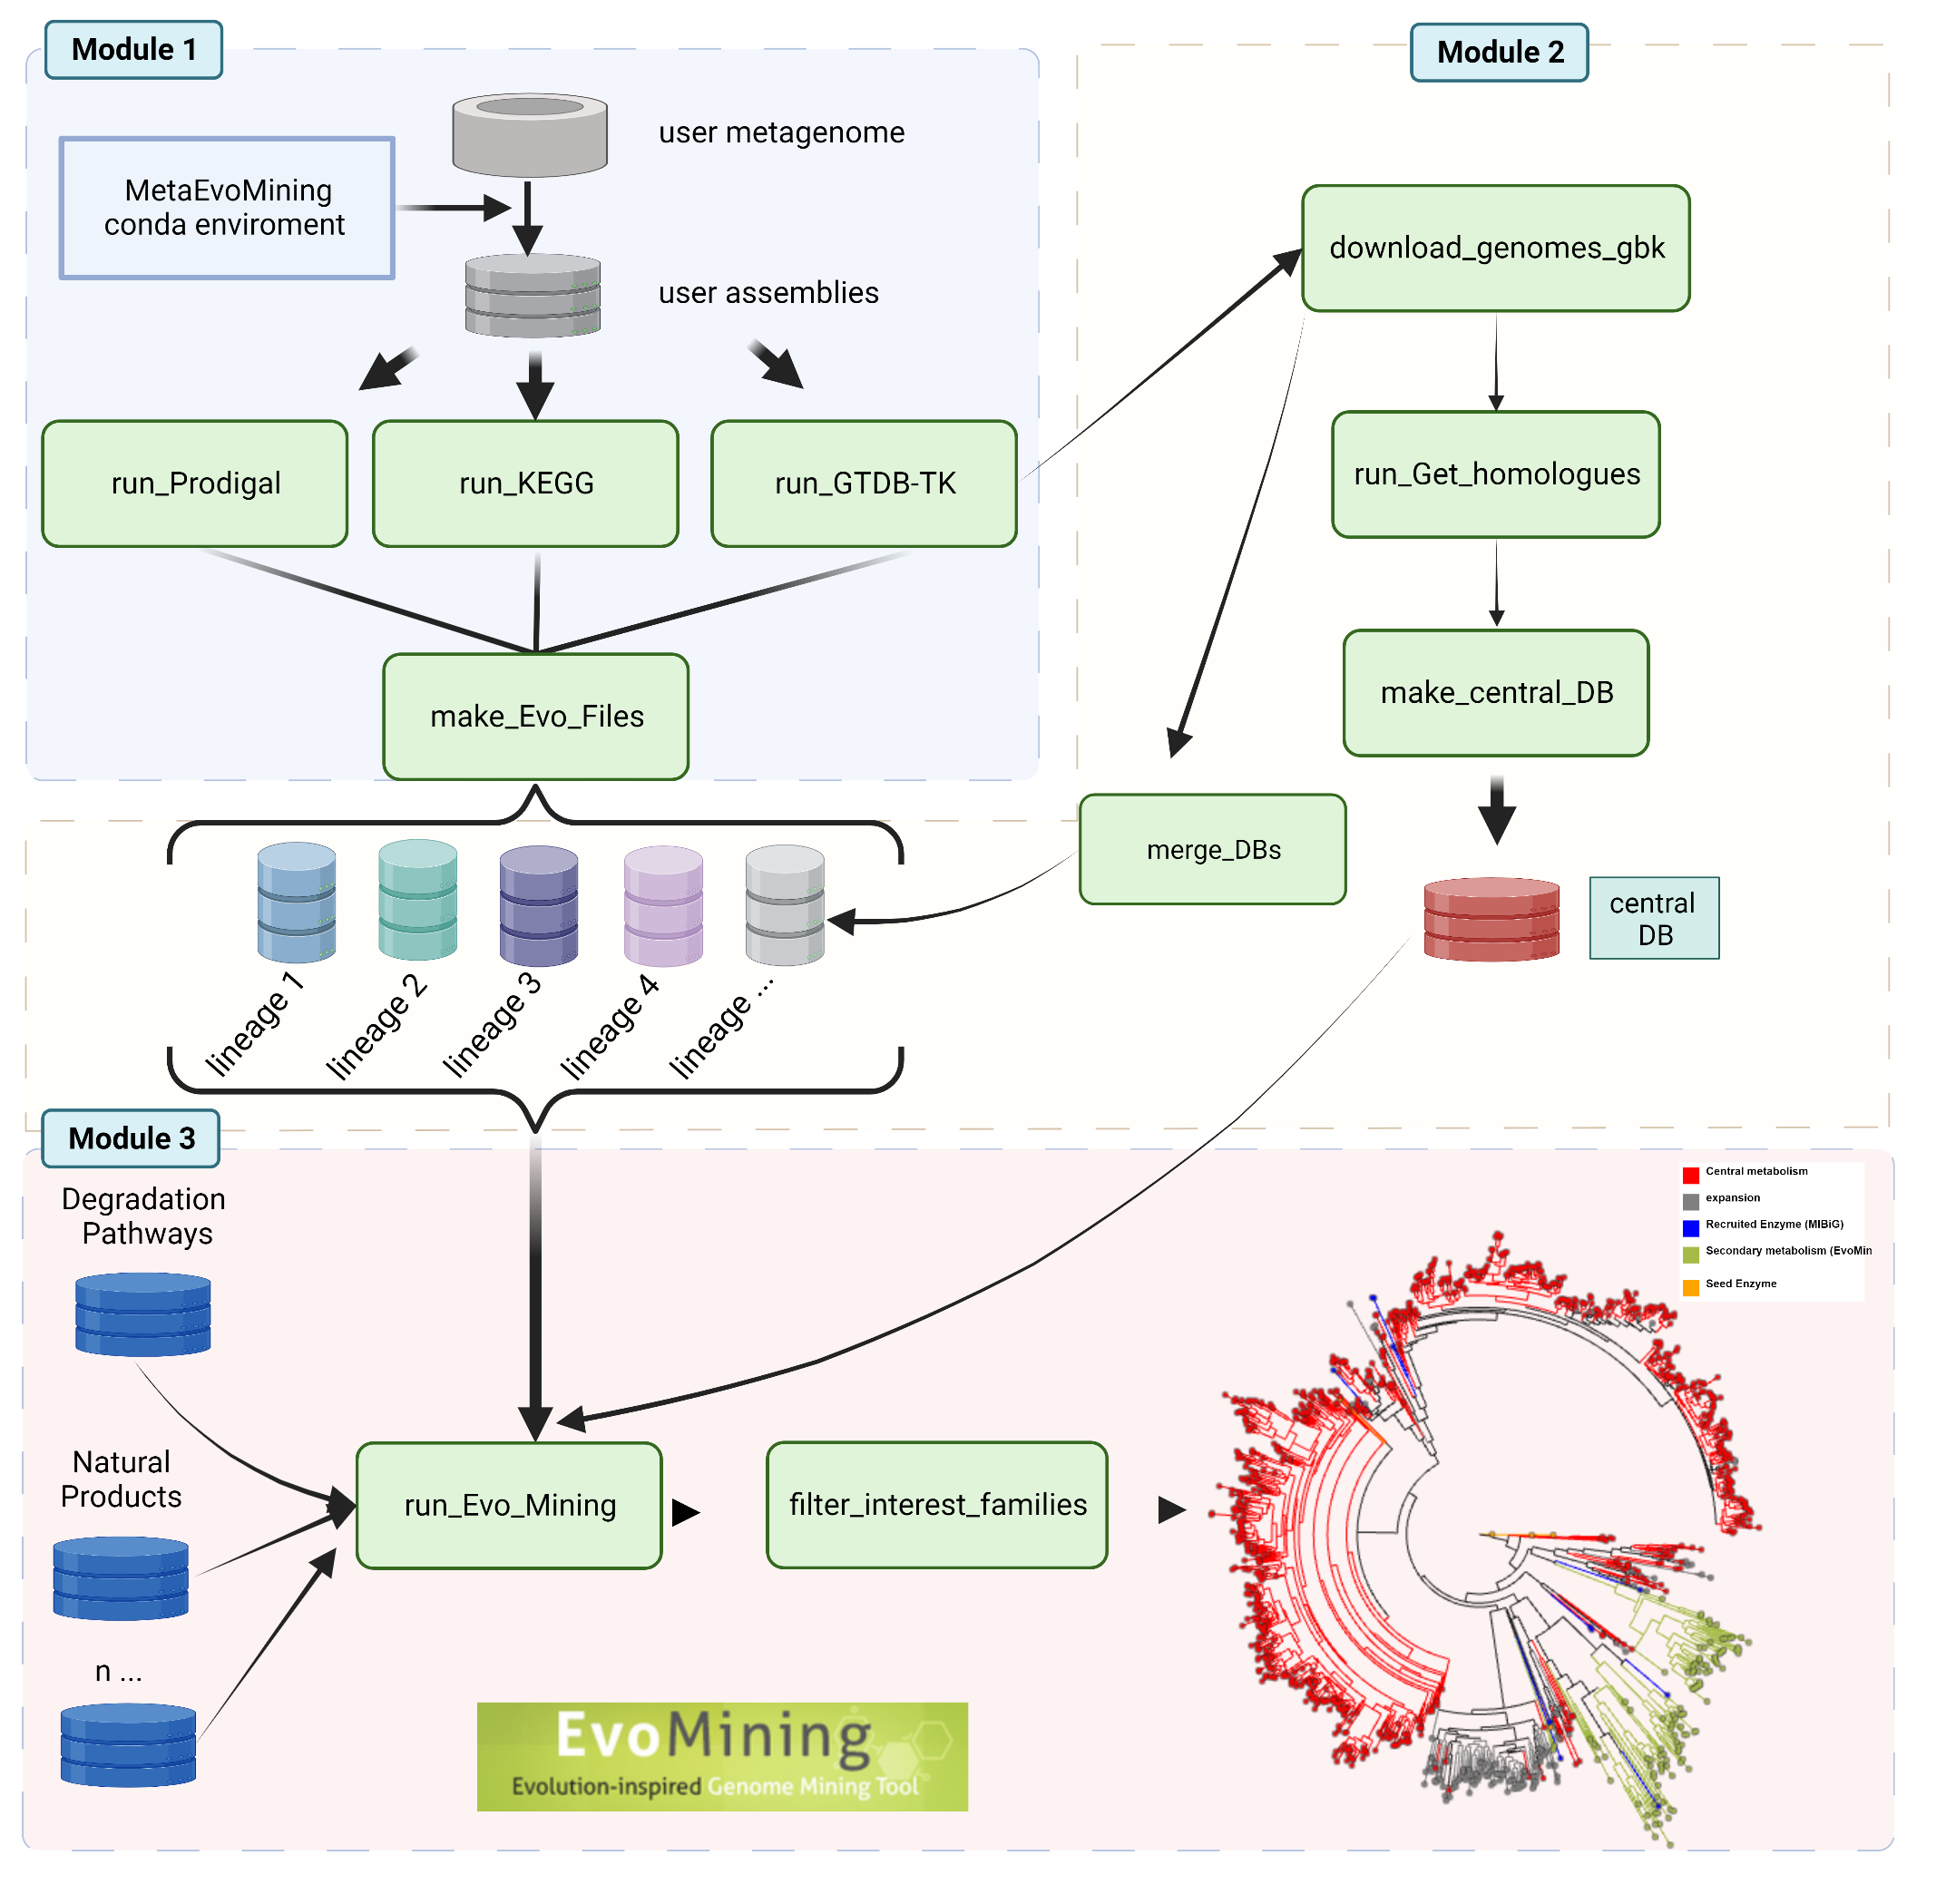 Module 1
user metagenome
MetaEvoMining
conda enviroment
user assemblies
run_Prodigal
run_KEGG
run_GTDB-TK
make_Evo_Files
Module 2
download_genomes_gbk
run_Get_homologues
make_central_DB
merge_DBs
central
DB
lineage 1
lineage 2
lineage 3
lineage 4
lineage ...
Module 3
Degradation
Pathways
Natural
Products
n ...
run_Evo_Mining
filter_interest_families
Central metabolism
expansion
Recruited Enzyme (MIBiG)
Secondary metabolism (EvoMin
Seed Enzyme
EvoMining
Evolution-inspired Genome Mining Tool